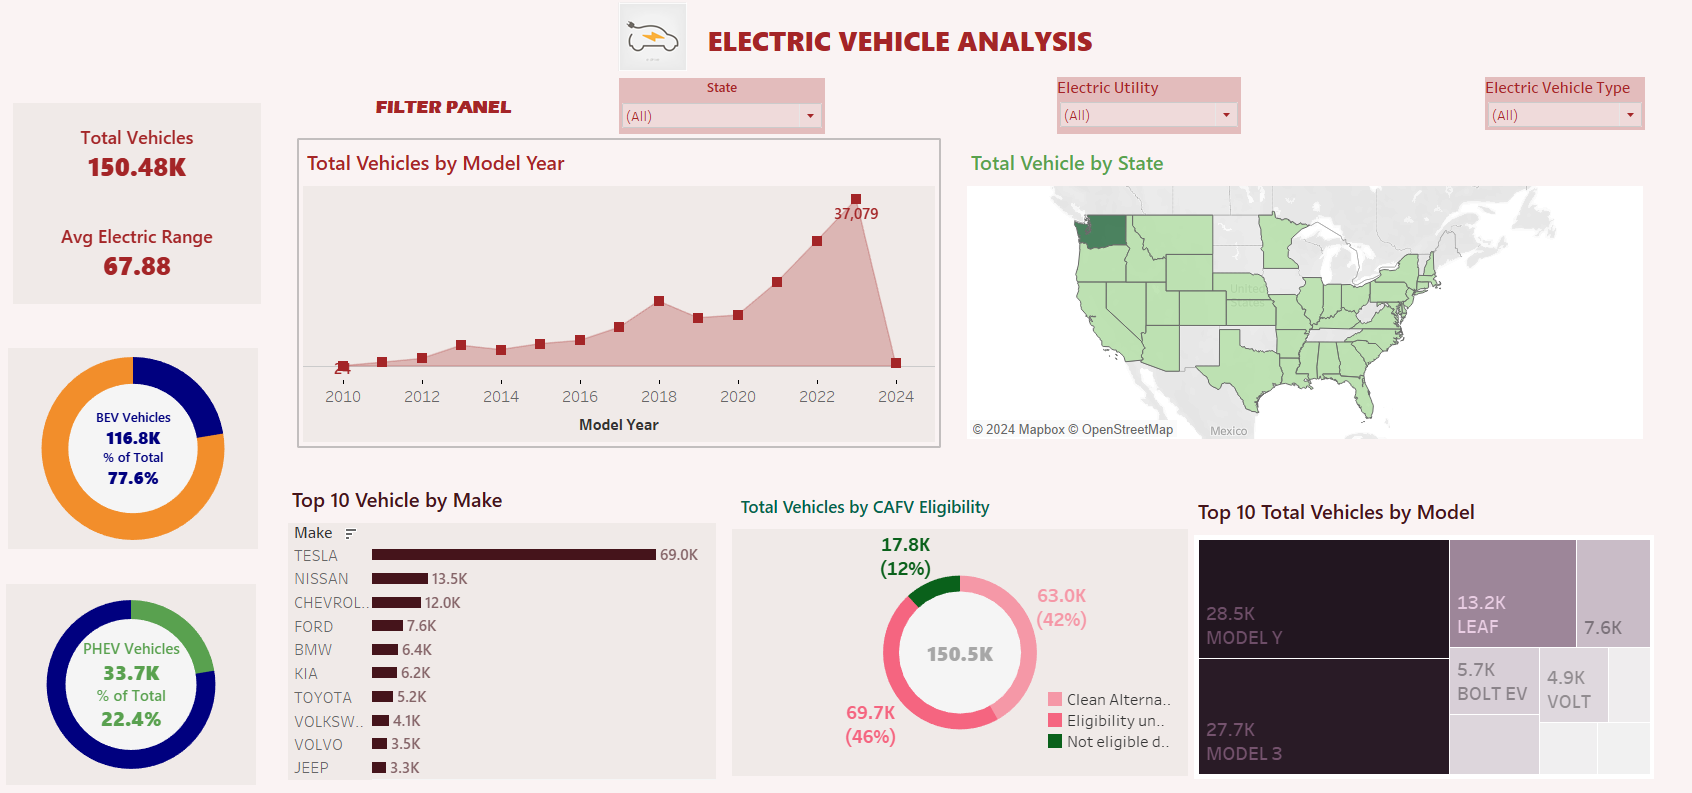 ELECTRIC VEHICLE ANALYSIS
FILTER PANEL
State
(All)
Electric Utility
(All)
Electric Vehicle Type
(All)
Total Vehicles
150.48K
Avg Electric Range
67.88
BEV Vehicles
116.8K
% of Total
77.6%
PHEV Vehicles
33.7K
% of Total
22.4%
Total Vehicles by Model Year
37,079
24
2010 2012 2014 2016 2018 2020 2022 2024
Model Year
Total Vehicle by State
United
States
Mexico
© 2024 Mapbox © OpenStreetMap
Top 10 Vehicle by Make
Make
TESLA 69.0K
NISSAN 13.5K
CHEVROL.. 12.0K
FORD 7.6K
BMW 6.4K
KIA 6.2K
TOYOTA 5.2K
VOLKSW.. 4.1K
VOLVO 3.5K
JEEP 3.3K
Total Vehicles by CAFV Eligibility
17.8K
(12%)
63.0K
(42%)
150.5K
69.7K
(46%)
Clean Alterna..
Eligibility un..
Not eligible d..
Top 10 Total Vehicles by Model
28.5K
MODEL Y
27.7K
MODEL 3
13.2K
LEAF
7.6K
5.7K
BOLT EV
4.9K
VOLT